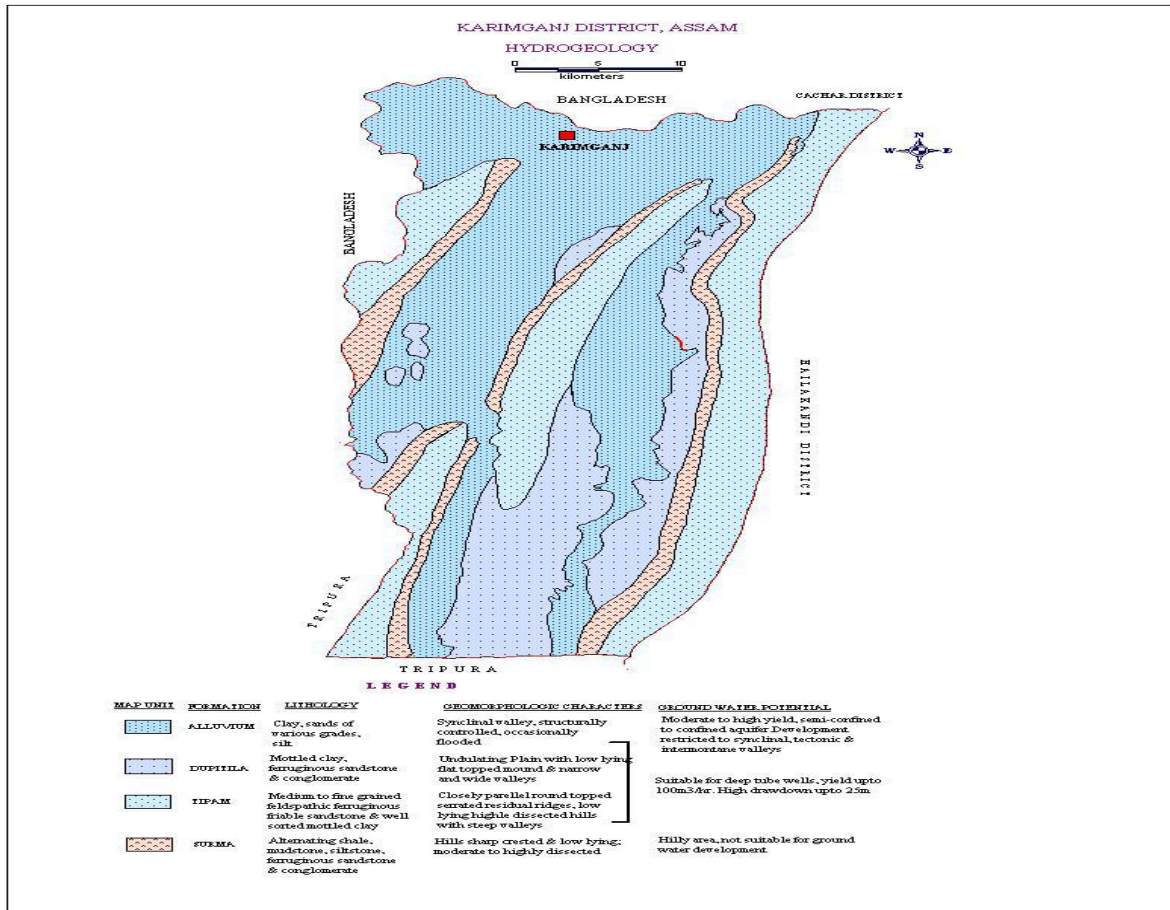 KARIMGANJ DISTRICT, ASSAM
HYDROGEOLOGY
0 5 10
kilometers
BANGLADESH
CACHAR DISTRICT
KARIMGANJ
N
W E
S
BANGLADESH
HAILAKANDI DISTRICT
TRIPURA
TRIPURA
LEGEND
MAP UNIT FORMATION LITHOLOGY GEOMORPHOLOGIC CHARACTERS GROUND WATER POTENTIAL
ALLUVIUM
Clay, sands of
various grades,
silt
Synclinal valley, structurally
controlled, occasionally
flooded
Moderate to high yield, semi-confined
to confined aquifer.Development
restricted to synclinal, tectonic &
intermontane valleys
DUPITILA
Mottled clay,
ferruginous sandstone
& conglomerate
Undulating Plain with low lying
flat topped mound & narrow
and wide valleys
Suitable for deep tube wells, yield upto
100m3/hr. High drawdown upto 25m
TIPAM
Medium to fine grained
feldspathic ferruginous
friable sandstone & well
sorted mottled clay
Closely parellel round topped
serrated residual ridges, low
lying highle dissected hills
with steep valleys
SURMA
Alternating shale,
mudstone, siltstone,
ferruginous sandstone
& conglomerate
Hills sharp crested & low lying;
moderate to highly dissected
Hilly area, not suitable for ground
water development